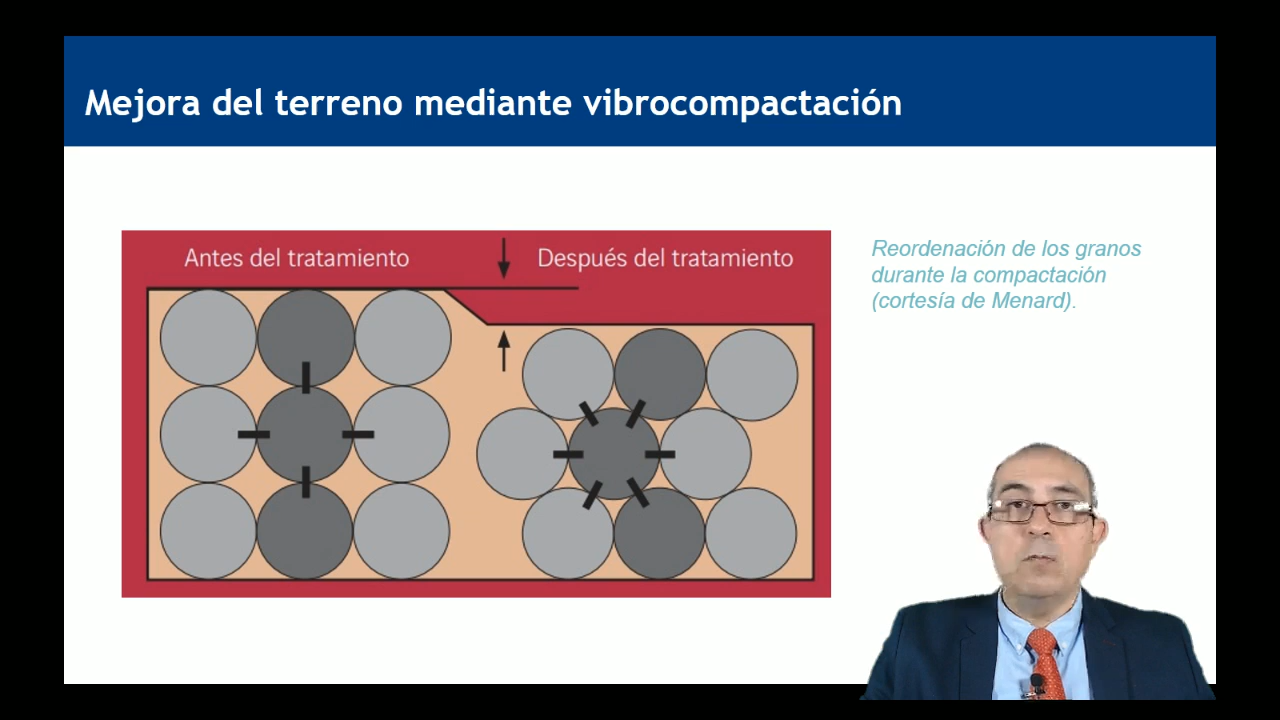 Mejora del terreno mediante vibrocompactación
Antes del tratamiento
Después del tratamiento
Reordenación de los granos
durante la compactación
(cortesía de Menard).